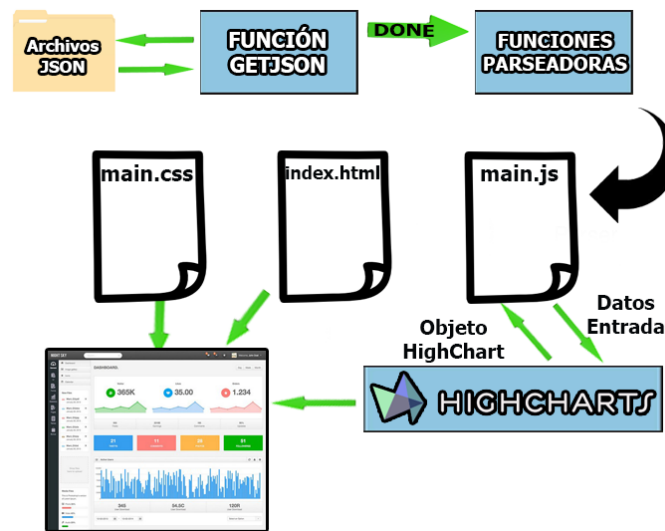 Archivos
JSON
FUNCIÓN
GETJSON
DONE
FUNCIONES
PARSEADORAS
main.css
index.html
main.js
Objeto
HighChart
Datos
Entrada
HIGHCHARTS
365K
35.00
1.234